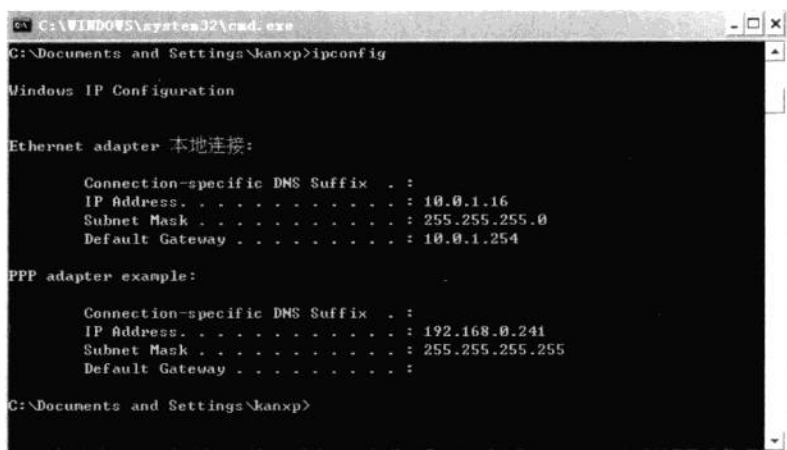 C:\WINDOWS\system32\cmd.exe
C:\Documents and Settings\kanxp>ipconfig
Windows IP Configuration
Ethernet adapter 本地连接:
Connection-specific DNS Suffix . :
IP Address. . . . . . . . . . . . : 10.0.1.16
Subnet Mask . . . . . . . . . . . : 255.255.255.0
Default Gateway . . . . . . . . . : 10.0.1.254
PPP adapter example:
Connection-specific DNS Suffix . :
IP Address. . . . . . . . . . . . : 192.168.0.241
Subnet Mask . . . . . . . . . . . : 255.255.255.255
Default Gateway . . . . . . . . . :
C:\Documents and Settings\kanxp>